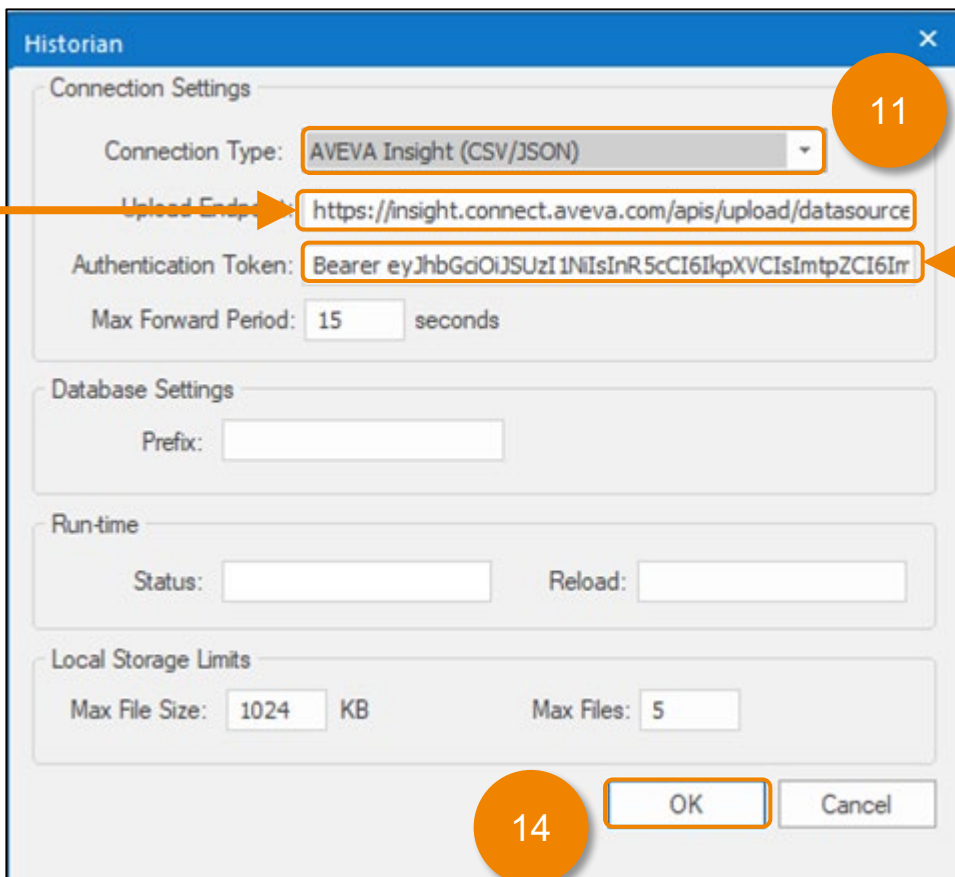 Historian ×
Connection Settings
11
Connection Type: AVEVA Insight (CSV/JSON)
Upload Endpoint: https://insight.connect.aveva.com/apis/upload/datasource
Authentication Token: Bearer eyJhbGciOiJSUzI1NiIsInR5cCI6IkpXVCIsImtpZCI6Im
Max Forward Period: 15 seconds
Database Settings
Prefix:
Run-time
Status: Reload:
Local Storage Limits
Max File Size: 1024 KB Max Files: 5
14 OK Cancel